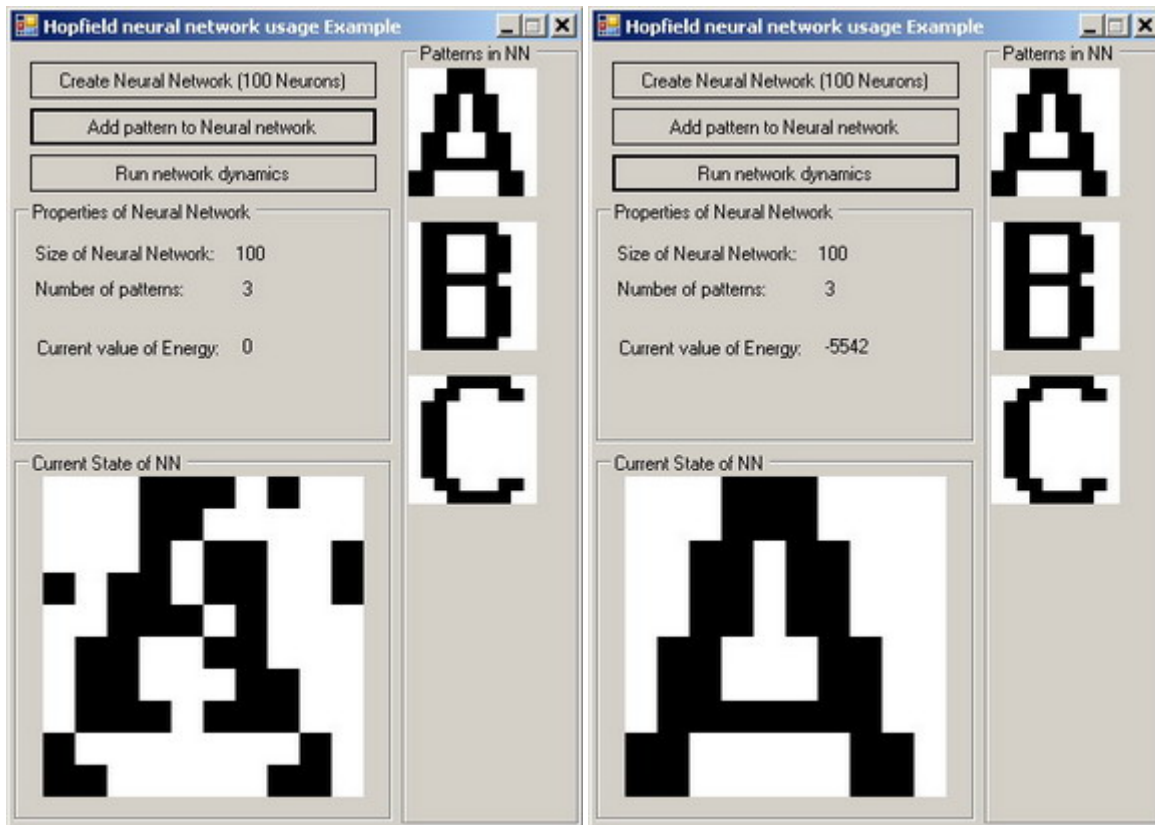 Hopfield neural network usage Example
Create Neural Network (100 Neurons)
Add pattern to Neural network
Run network dynamics
Properties of Neural Network
Size of Neural Network: 100
Number of patterns: 3
Current value of Energy: 0
Current State of NN
Patterns in NN
A
B
C
Hopfield neural network usage Example
Create Neural Network (100 Neurons)
Add pattern to Neural network
Run network dynamics
Properties of Neural Network
Size of Neural Network: 100
Number of patterns: 3
Current value of Energy: -5542
Current State of NN
A
Patterns in NN
A
B
C